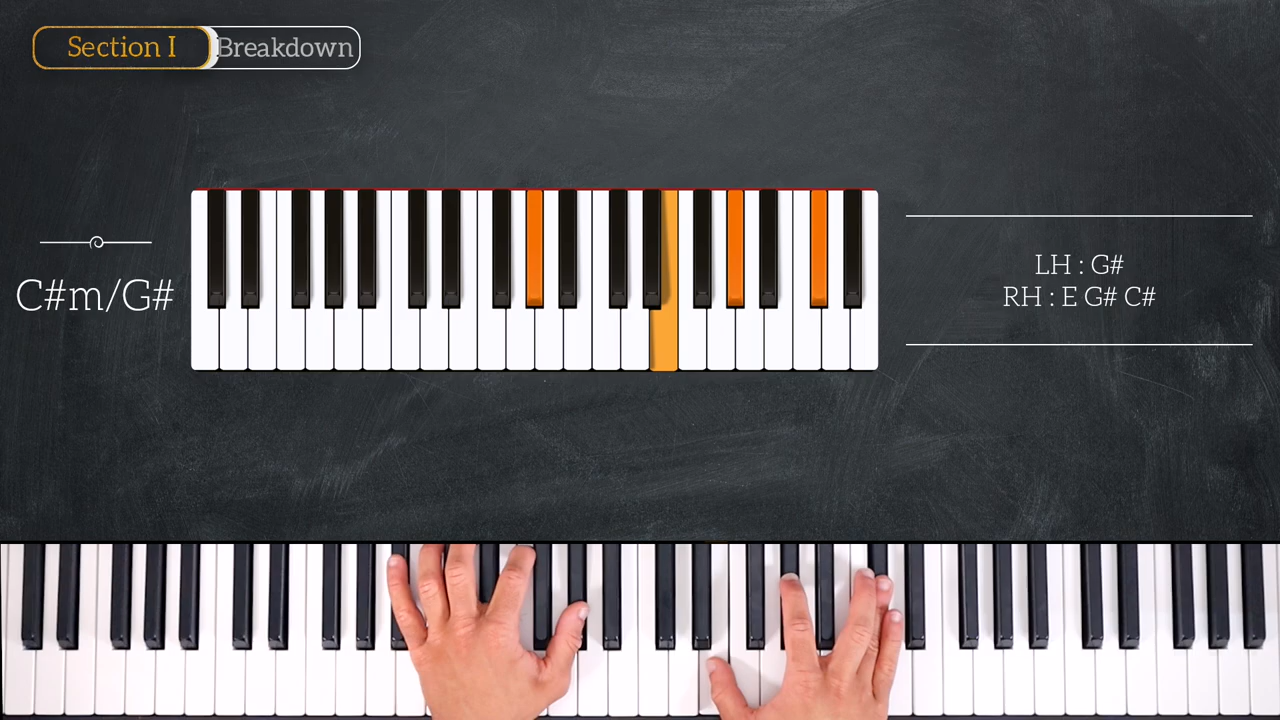 Section I
Breakdown
C#m/G#
LH : G#
RH : E G# C#